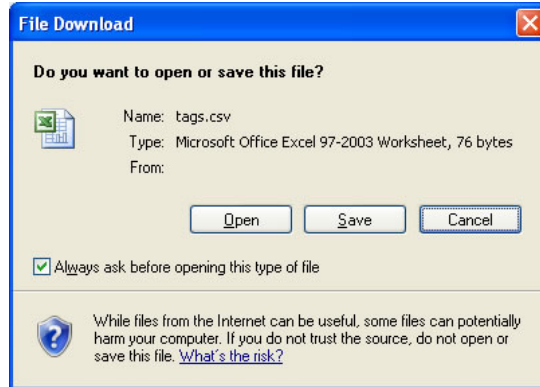 File Download
Do you want to open or save this file?
Name: tags.csv
Type: Microsoft Office Excel 97-2003 Worksheet, 76 bytes
From:
Open Save Cancel
Always ask before opening this type of file
While files from the Internet can be useful, some files can potentially
harm your computer. If you do not trust the source, do not open or
save this file. What's the risk?